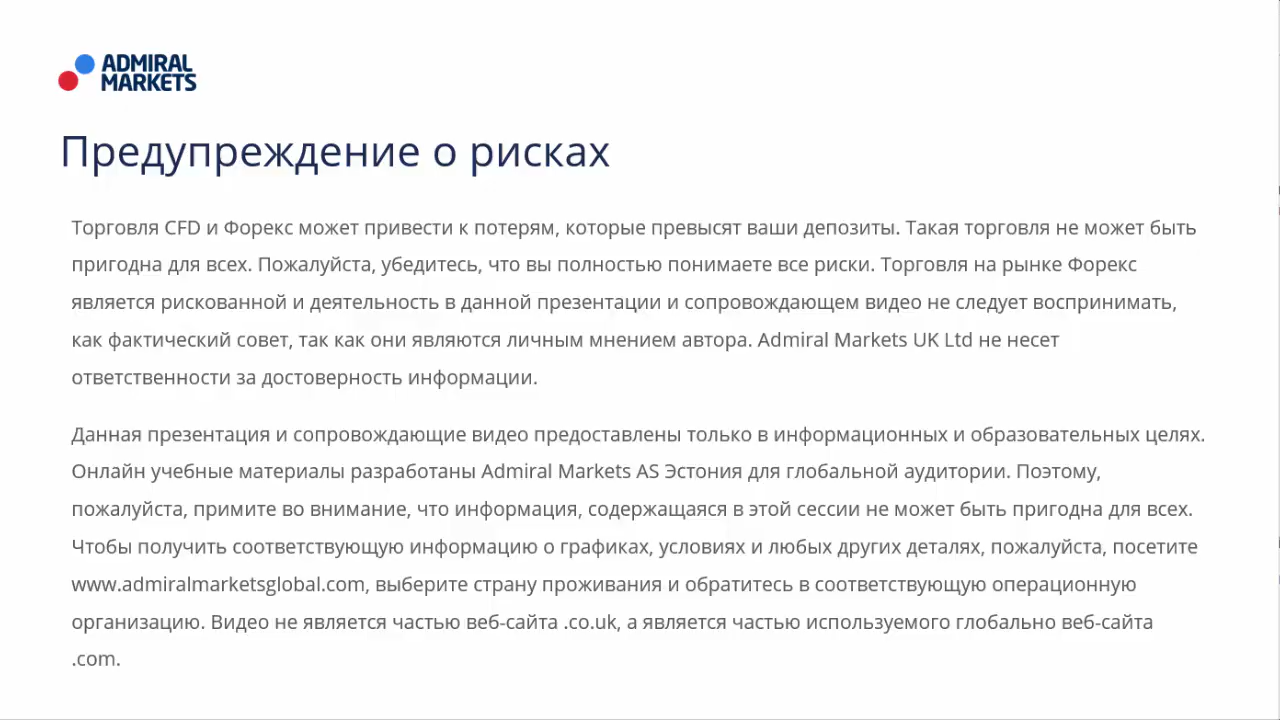 ADMIRAL
MARKETS
Предупреждение о рисках
Торговля CFD и Форекс может привести к потерям, которые превысят ваши депозиты. Такая торговля не может быть
пригодна для всех. Пожалуйста, убедитесь, что вы полностью понимаете все риски. Торговля на рынке Форекс
является рискованной и деятельность в данной презентации и сопровождающем видео не следует воспринимать,
как фактический совет, так как они являются личным мнением автора. Admiral Markets UK Ltd не несет
ответственности за достоверность информации.
Данная презентация и сопровождающие видео предоставлены только в информационных и образовательных целях.
Онлайн учебные материалы разработаны Admiral Markets AS Эстония для глобальной аудитории. Поэтому,
пожалуйста, примите во внимание, что информация, содержащаяся в этой сессии не может быть пригодна для всех.
Чтобы получить соответствующую информацию о графиках, условиях и любых других деталях, пожалуйста, посетите
www.admiralmarketsglobal.com, выберите страну проживания и обратитесь в соответствующую операционную
организацию. Видео не является частью веб-сайта .co.uk, а является частью используемого глобально веб-сайта
.com.